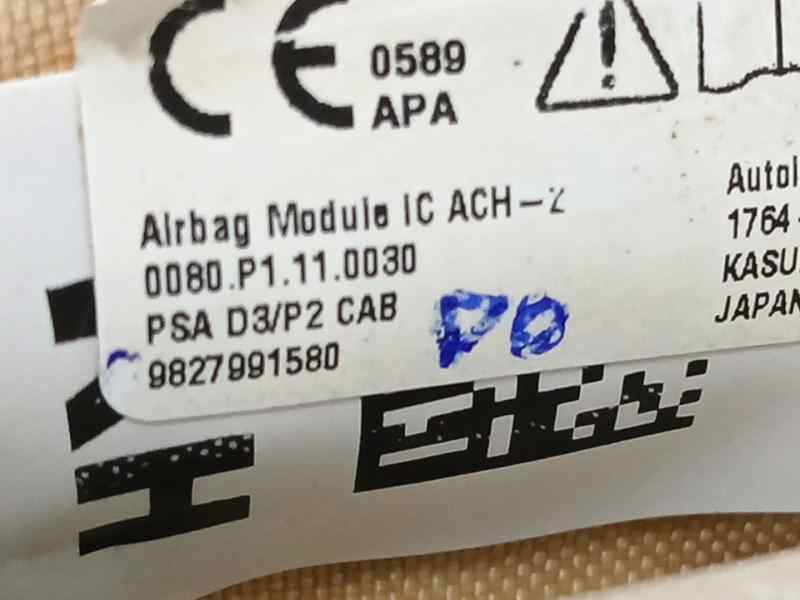 CE 0589
APA
Airbag Module IC ACH-2
0080.P1.11.0030
PSA D3/P2 CAB
9827991580
PO
1764
JAPAN